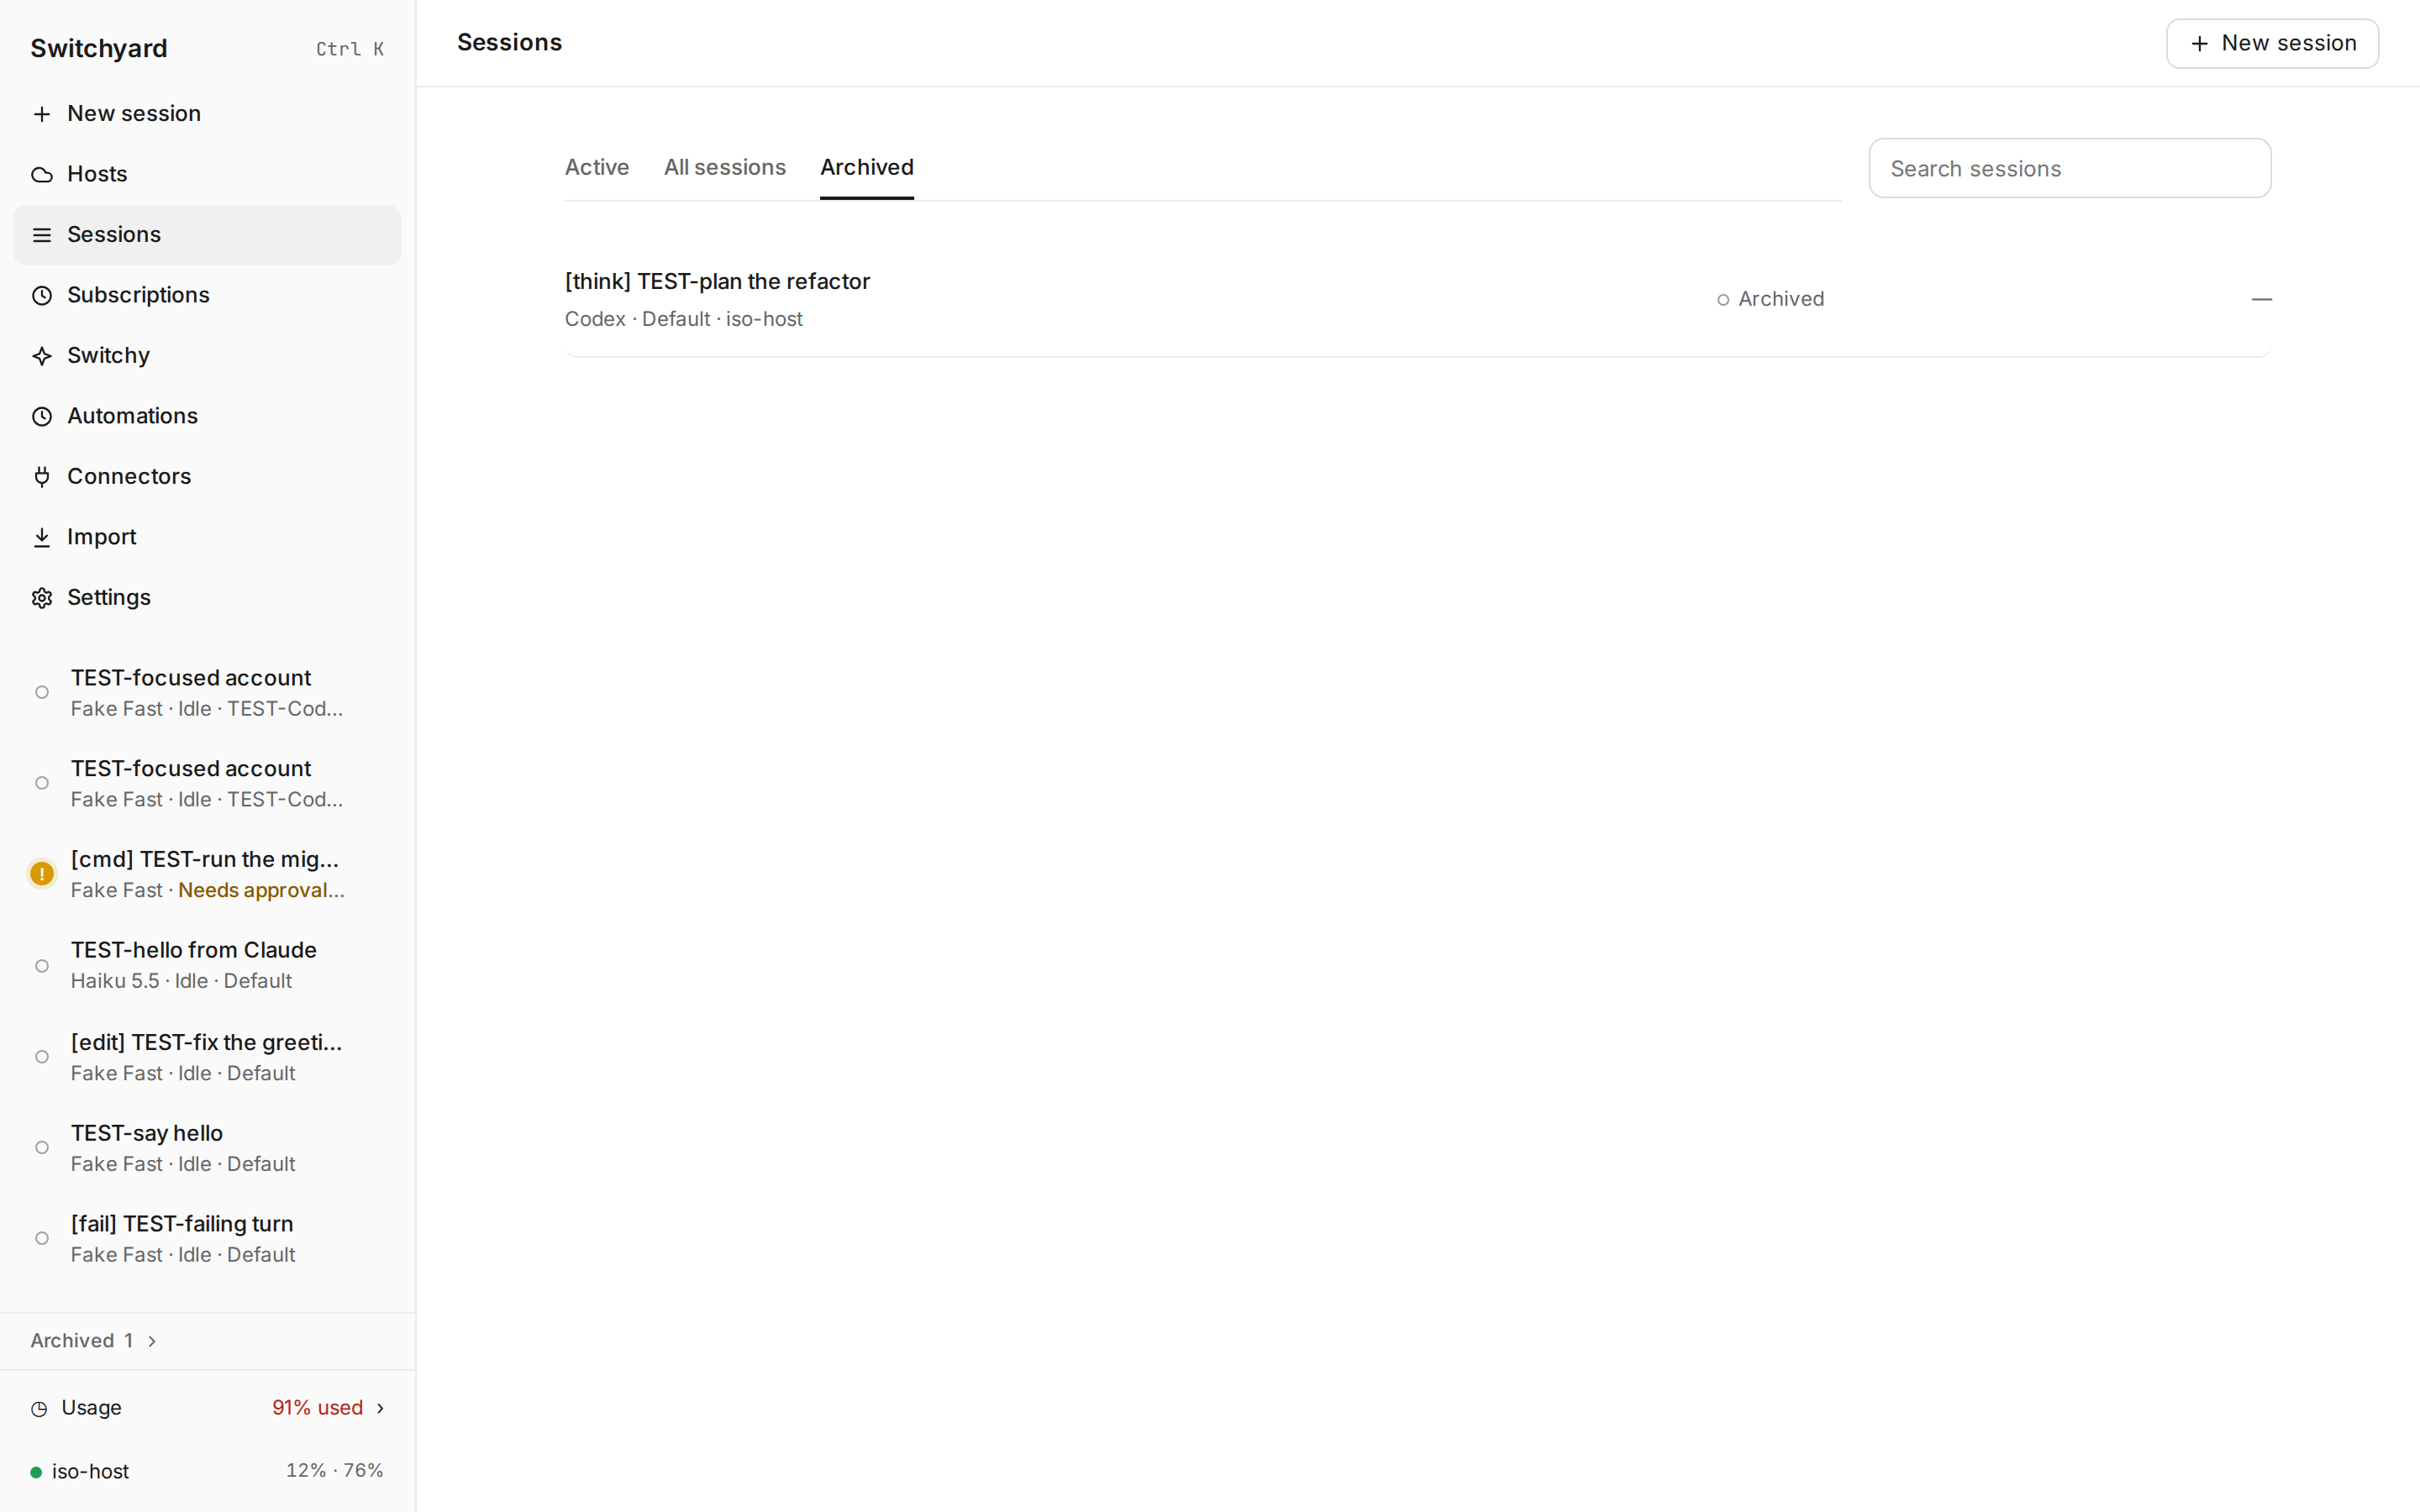 Switchyard
Ctrl K
New session
Hosts
Sessions
Subscriptions
Switchy
Automations
Connectors
Import
Settings
TEST-focused account
Fake Fast · Idle · TEST-Cod...
TEST-focused account
Fake Fast · Idle · TEST-Cod...
[cmd] TEST-run the mig...
Fake Fast · Needs approval...
TEST-hello from Claude
Haiku 5.5 · Idle · Default
[edit] TEST-fix the greeti...
Fake Fast · Idle · Default
TEST-say hello
Fake Fast · Idle · Default
[fail] TEST-failing turn
Fake Fast · Idle · Default
Archived 1
Usage 91% used
iso-host 12% · 76%
Sessions
New session
Active All sessions Archived
Search sessions
[think] TEST-plan the refactor
Codex · Default · iso-host
Archived
—